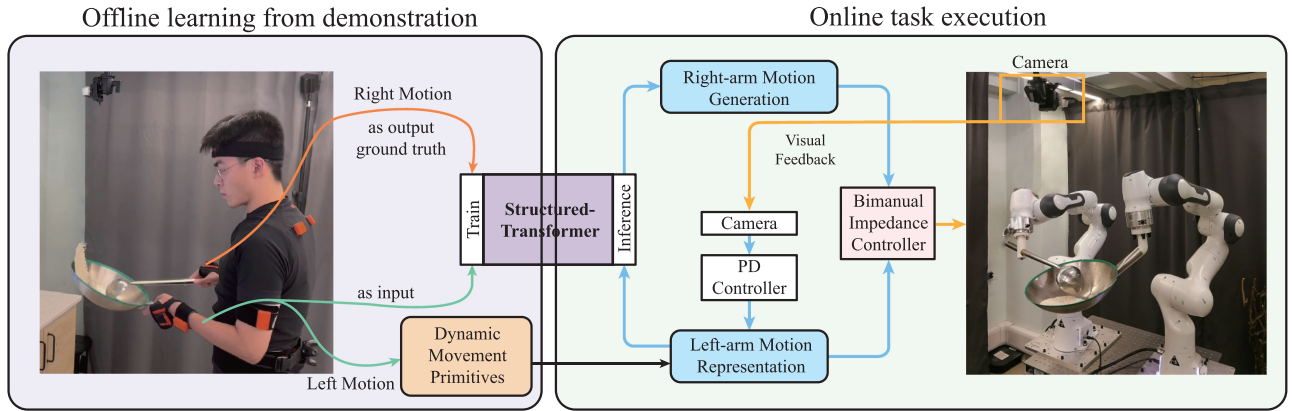 Offline learning from demonstration
Online task execution
Right Motion
as output
ground truth
Train
Structured-
Transformer
Inference
as input
Left Motion
Dynamic
Movement
Primitives
Right-arm Motion
Generation
Visual
Feedback
Camera
PD
Controller
Left-arm Motion
Representation
Bimanual
Impedance
Controller
Camera